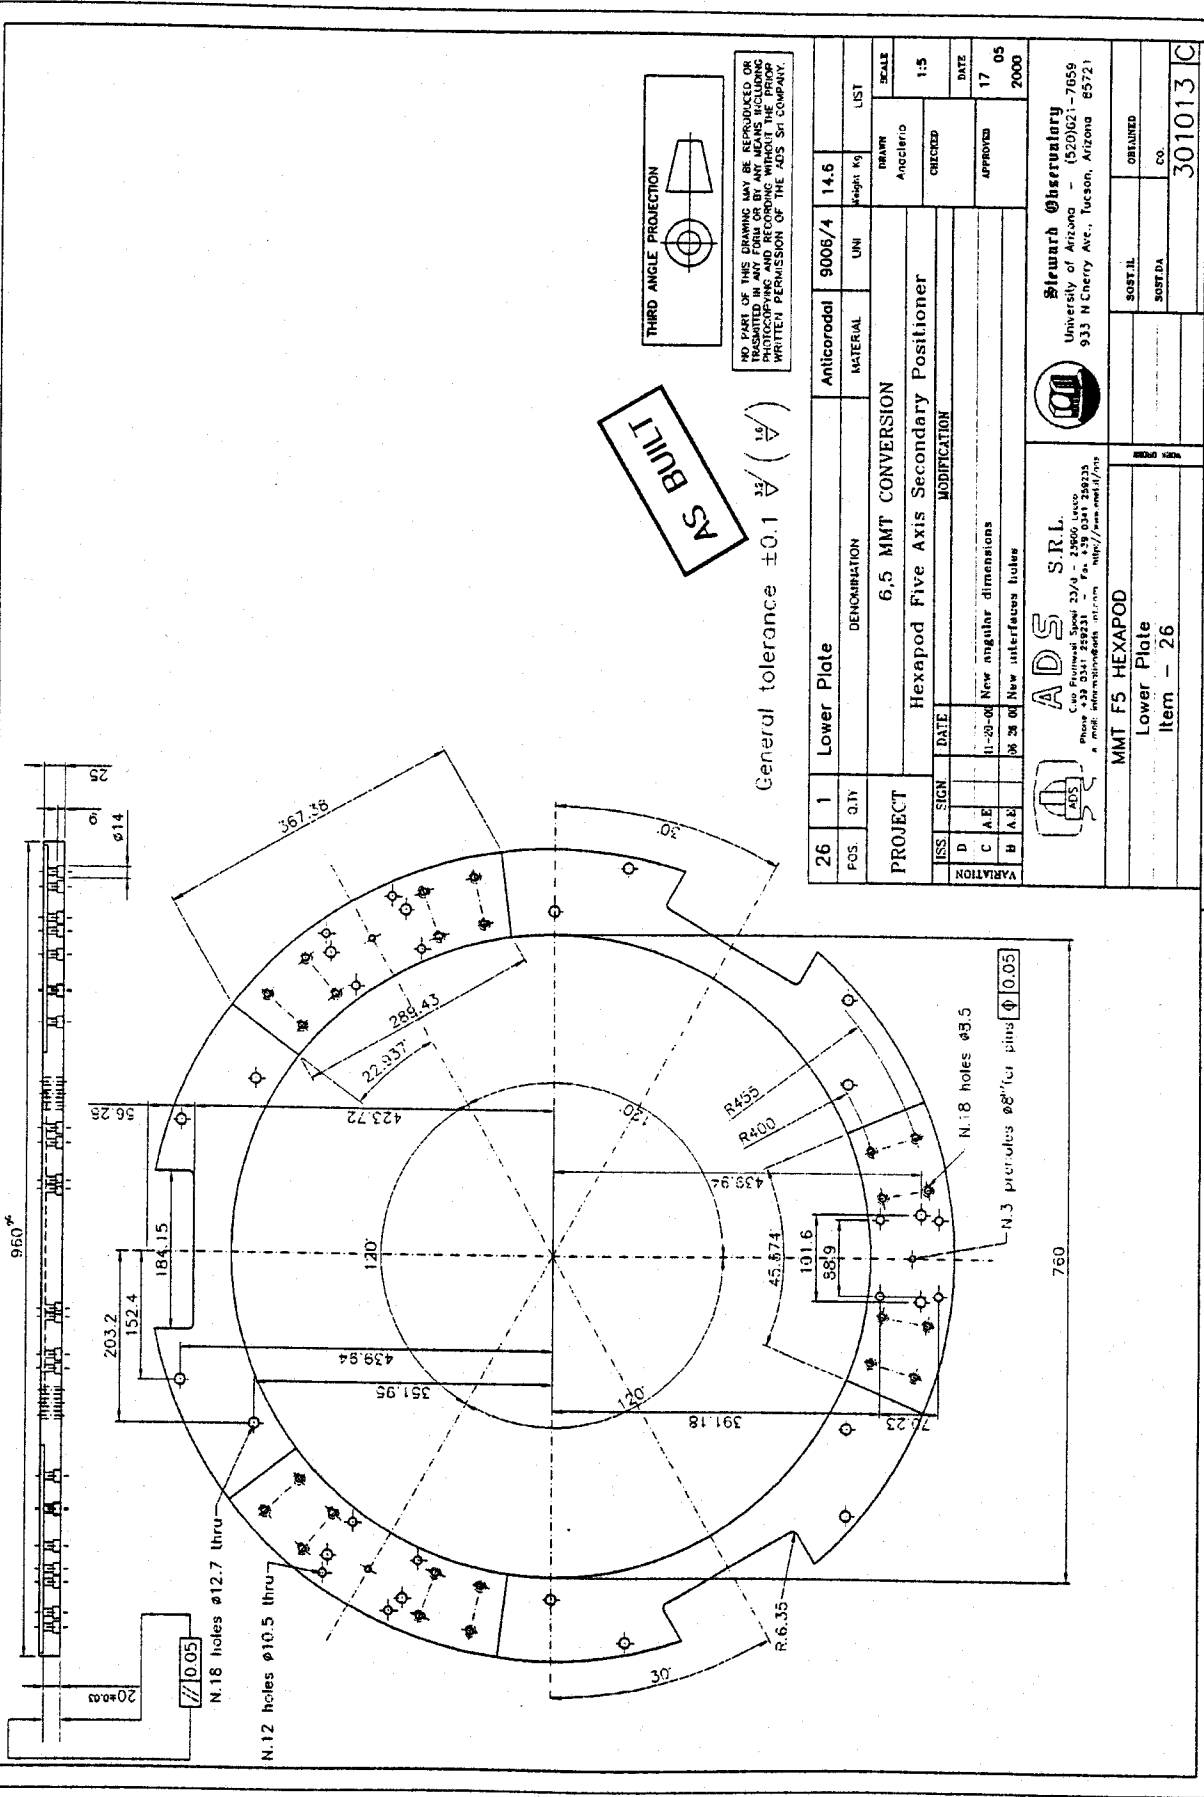 THIRD ANGLE PROJECTION
NO PART OF THIS DRAWING MAY BE REPRODUCED OR
TRASMITTED IN ANY FORM OR BY ANY MEANS INCLUDING
PHOTOCOPYING AND RECORDING WITHOUT THE PRIOR
WRITTEN PERMISSION OF THE ADS Srl COMPANY.
AS BUILT
General tolerance ±0.1 3.2/ ( 1.6/ )
960
25
ø14
20±0.03
// 0.05
N.18 holes ø12.7 thru
N.12 holes ø10.5 thru
203.2
152.4
184.15
56.28
423.72
439.94
351.95
367.38
289.43
22.937°
30°
120°
120°
120°
R455
R400
439.94
45.874°
101.6
88.9
391.18
70.23
760
N.18 holes ø8.5
0.05
R.6.35
30°
26 1 Lower Plate Anticorodal 9006/4 14.6
POS. Q.TY DENOMINATION MATERIAL UNI Weight Kg LIST
PROJECT
6,5 MMT CONVERSION
Hexapod Five Axis Secondary Positioner
DRAWN
Anaclerio
SCALE
1:5
CHECKED
DATE
APPROVED
17 05 2000
ISS. SIGN DATE MODIFICATION
VARIATION
D
C A.E 11-20-00 New angular dimensions
B A.E 06 26 00 New interfaces holes
ADS
ADS S.R.L.
Steward Observatory
University of Arizona - (520)621-7659
933 N Cherry Ave., Tucson, Arizona 85721
MMT F5 HEXAPOD
Lower Plate
Item - 26
WORK ORDER
SOST.IL
OBTAINED
SOST.DA
CO.
301013 C